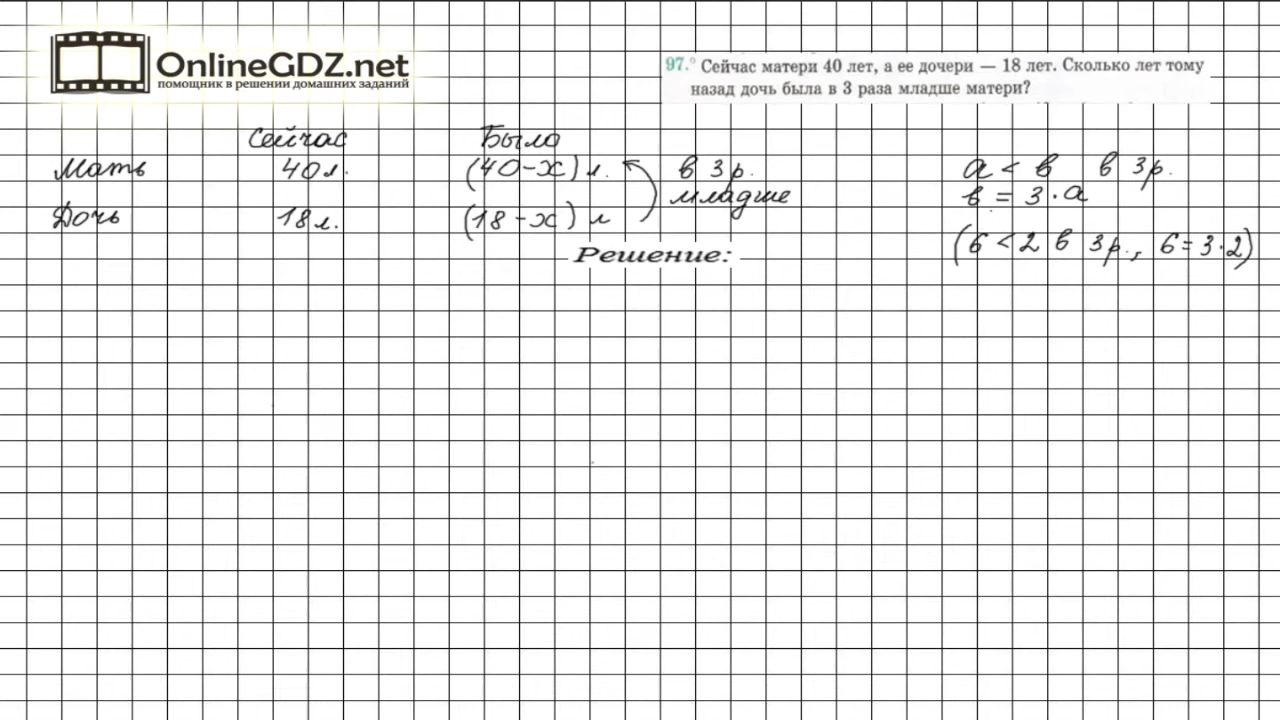 OnlineGDZ.net
помощник в решении домашних заданий
97.° Сейчас матери 40 лет, а ее дочери — 18 лет. Сколько лет тому
назад дочь была в 3 раза младше матери?
Сейчас Было
Мать 40 л. (40-х) л. в 3 р. а < в в 3 р.
младше в = 3·а
Дочь 18 л. (18-х) л
(6 < 2 в 3 р., 6 = 3·2)
Решение: